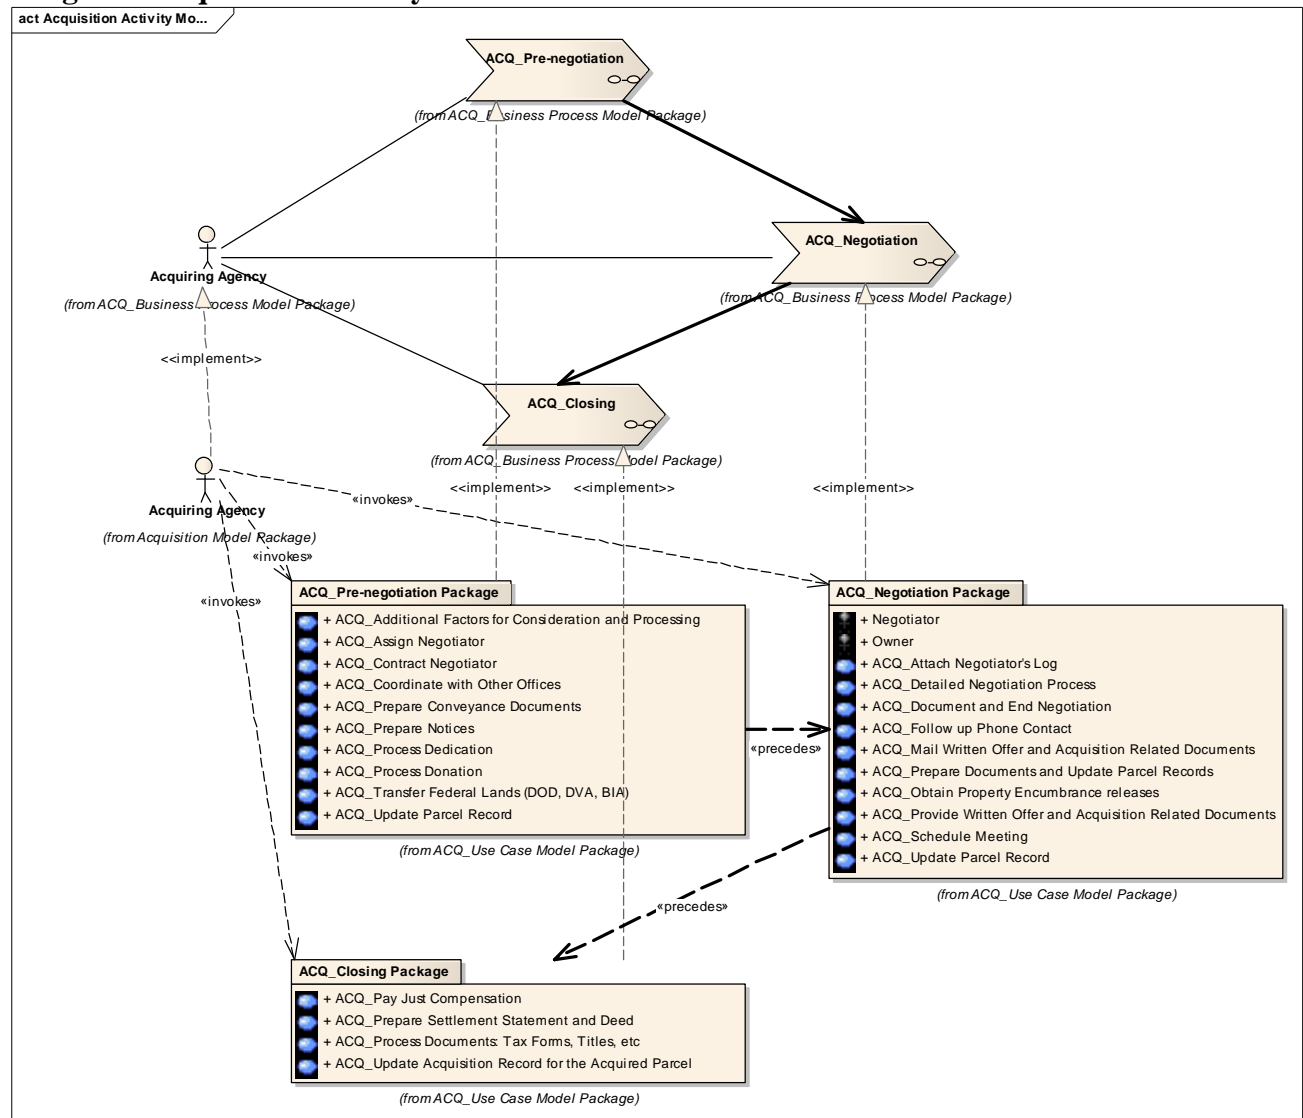 act Acquisition Activity Mo...
ACQ_Pre-negotiation
(from ACQ_Business Process Model Package)
ACQ_Negotiation
(from ACQ_Business Process Model Package)
Acquiring Agency
(from ACQ_Business Process Model Package)
<<implement>>
ACQ_Closing
(from ACQ_Business Process Model Package)
<<implement>>
<<implement>>
<<implement>>
«invokes»
Acquiring Agency
(from Acquisition Model Package)
«invokes»
«invokes»
ACQ_Pre-negotiation Package
+ ACQ_Additional Factors for Consideration and Processing
+ ACQ_Assign Negotiator
+ ACQ_Contract Negotiator
+ ACQ_Coordinate with Other Offices
+ ACQ_Prepare Conveyance Documents
+ ACQ_Prepare Notices
+ ACQ_Process Dedication
+ ACQ_Process Donation
+ ACQ_Transfer Federal Lands (DOD, DVA, BIA)
+ ACQ_Update Parcel Record
(from ACQ_Use Case Model Package)
«precedes»
ACQ_Negotiation Package
+ Negotiator
+ Owner
+ ACQ_Attach Negotiator's Log
+ ACQ_Detailed Negotiation Process
+ ACQ_Document and End Negotiation
+ ACQ_Follow up Phone Contact
+ ACQ_Mail Written Offer and Acquisition Related Documents
+ ACQ_Prepare Documents and Update Parcel Records
+ ACQ_Obtain Property Encumbrance releases
+ ACQ_Provide Written Offer and Acquisition Related Documents
+ ACQ_Schedule Meeting
+ ACQ_Update Parcel Record
(from ACQ_Use Case Model Package)
«precedes»
ACQ_Closing Package
+ ACQ_Pay Just Compensation
+ ACQ_Prepare Settlement Statement and Deed
+ ACQ_Process Documents: Tax Forms, Titles, etc
+ ACQ_Update Acquisition Record for the Acquired Parcel
(from ACQ_Use Case Model Package)